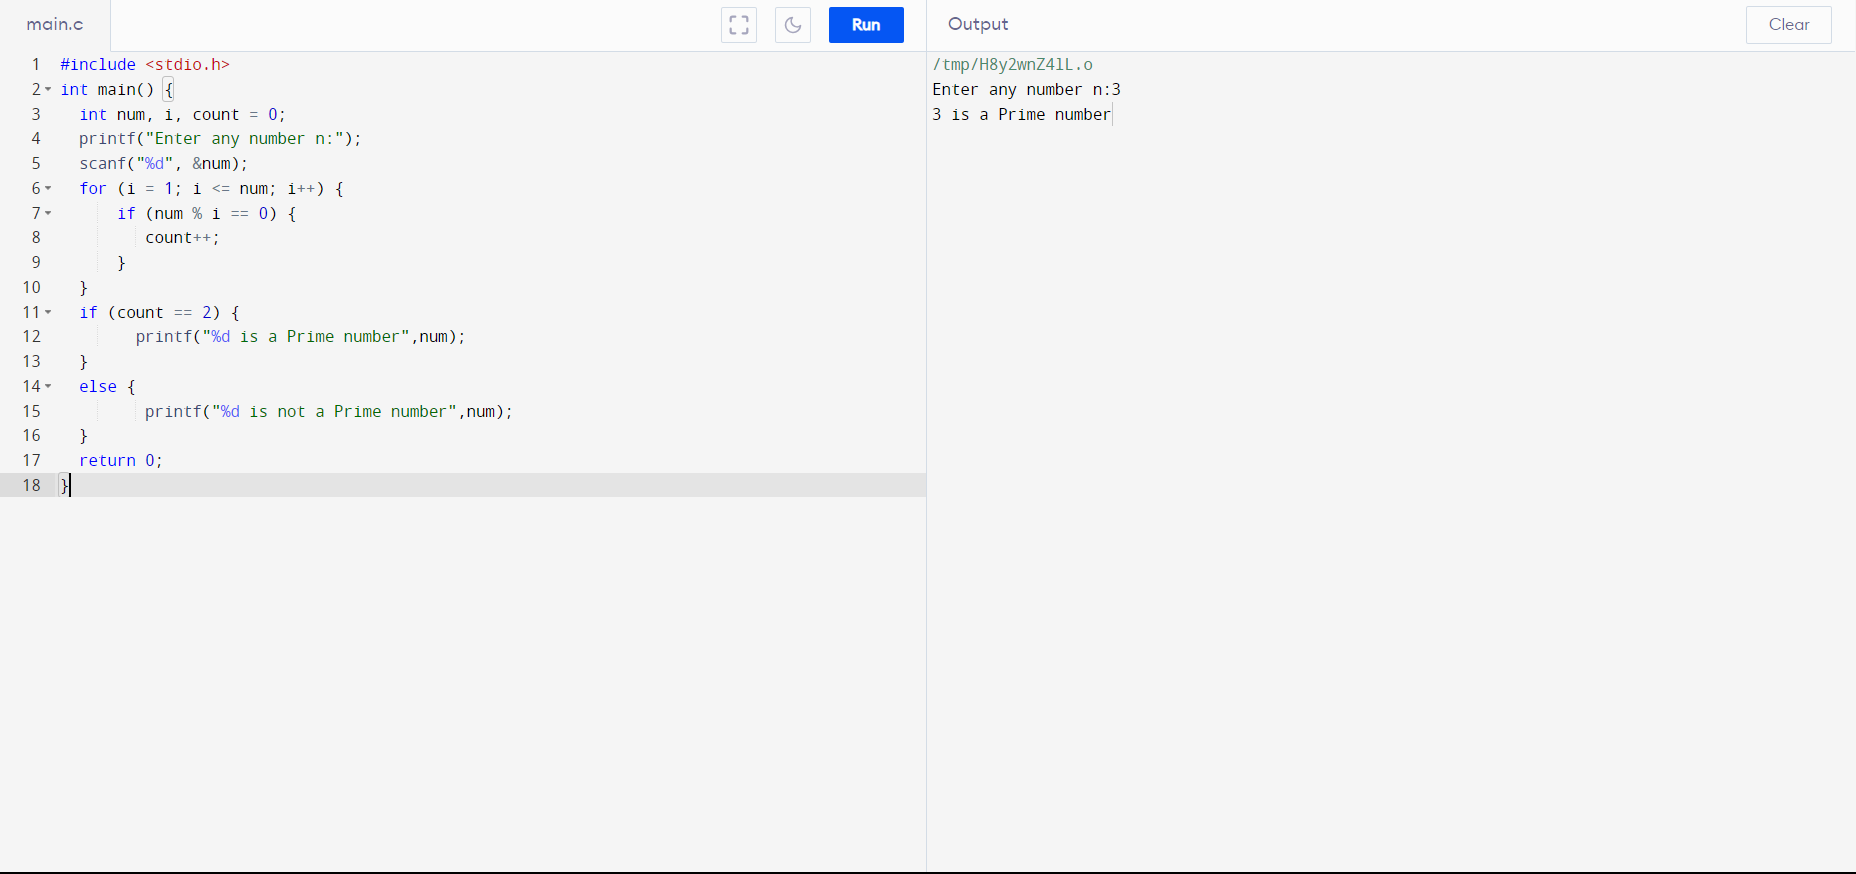 main.c
Run
Output
Clear
1 #include <stdio.h>
2 int main() {
3 int num, i, count = 0;
4 printf("Enter any number n:");
5 scanf("%d", &num);
6 for (i = 1; i <= num; i++) {
7 if (num % i == 0) {
8 count++;
9 }
10 }
11 if (count == 2) {
12 printf("%d is a Prime number",num);
13 }
14 else {
15 printf("%d is not a Prime number",num);
16 }
17 return 0;
18 }
/tmp/H8y2wnZ4lL.o
Enter any number n:3
3 is a Prime number